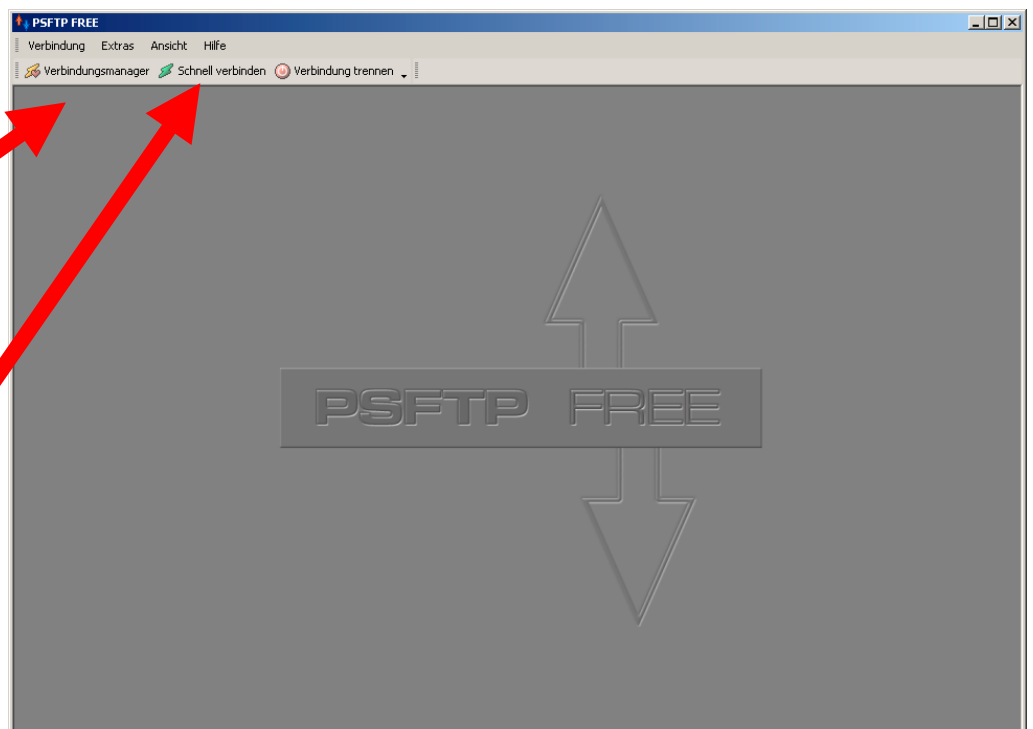 PSFTP FREE
Verbindung Extras Ansicht Hilfe
Verbindungsmanager Schnell verbinden Verbindung trennen
PSFTP FREE